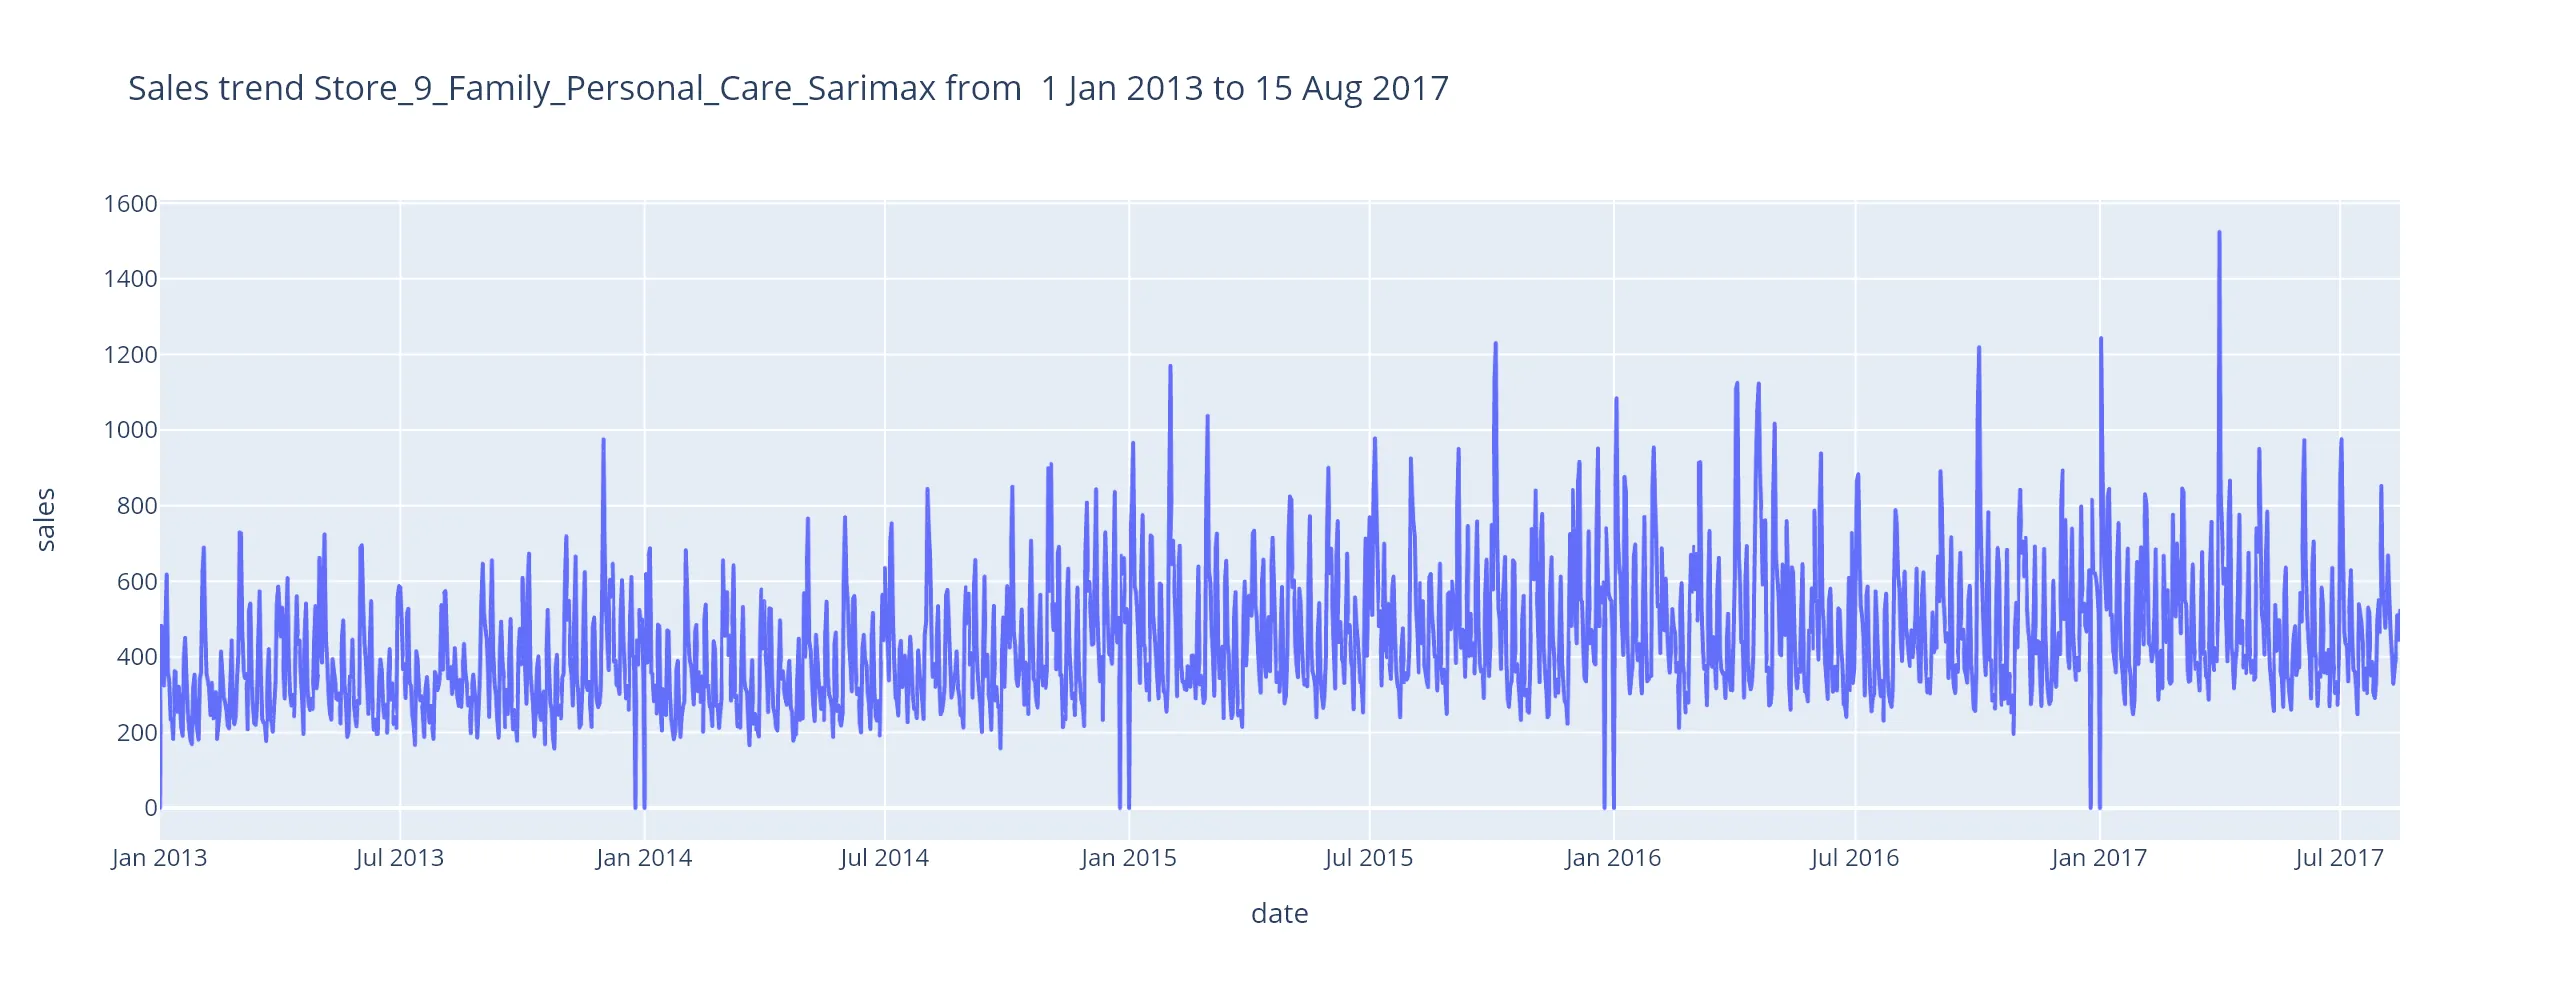 Sales trend Store_9_Family_Personal_Care_Sarimax from  1 Jan 2013 to 15 Aug 2017
1600
1400
1200
1000
800
600
400
200
0
sales
Jan 2013 Jul 2013 Jan 2014 Jul 2014 Jan 2015 Jul 2015 Jan 2016 Jul 2016 Jan 2017 Jul 2017
date